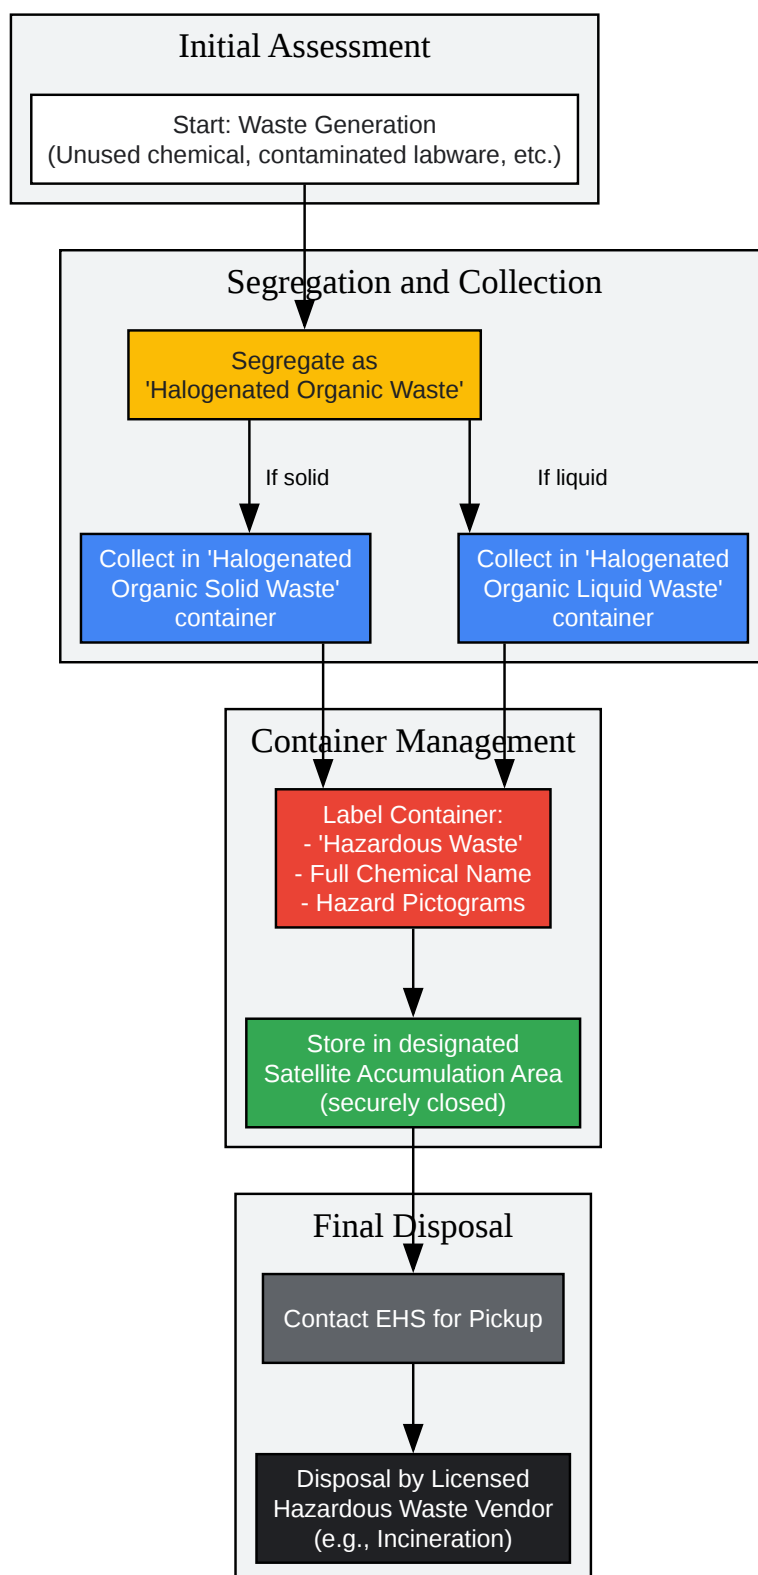 Initial Assessment
Start: Waste Generation
(Unused chemical, contaminated labware, etc.)
Segregation and Collection
Segregate as
'Halogenated Organic Waste'
If solid
If liquid
Collect in 'Halogenated
Organic Solid Waste'
container
Collect in 'Halogenated
Organic Liquid Waste'
container
Container Management
Label Container:
- 'Hazardous Waste'
- Full Chemical Name
- Hazard Pictograms
Store in designated
Satellite Accumulation Area
(securely closed)
Final Disposal
Contact EHS for Pickup
Disposal by Licensed
Hazardous Waste Vendor
(e.g., Incineration)